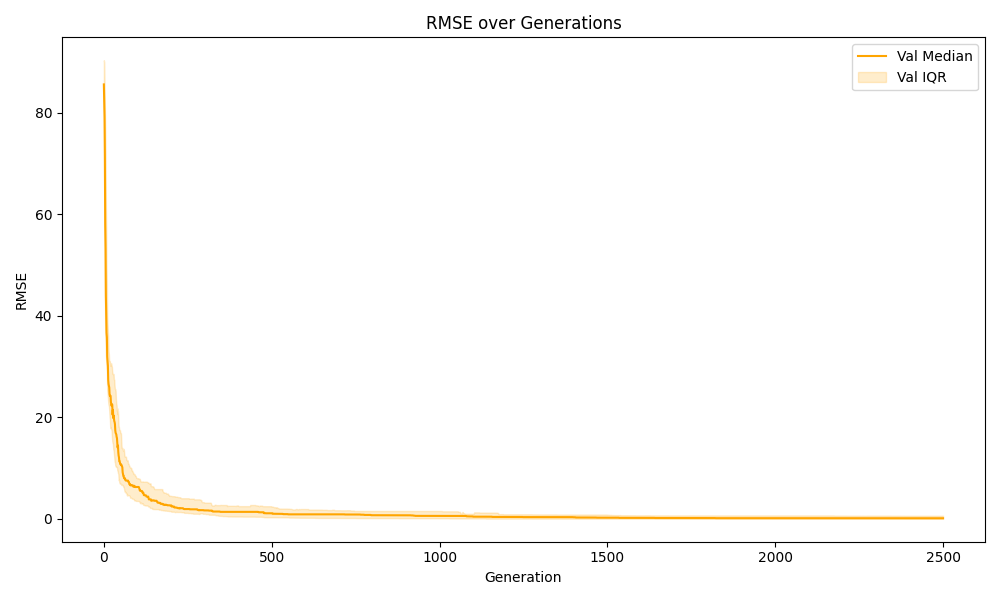 RMSE over Generations
Val Median
Val IQR
RMSE
80
60
40
20
0
0 500 1000 1500 2000 2500
Generation